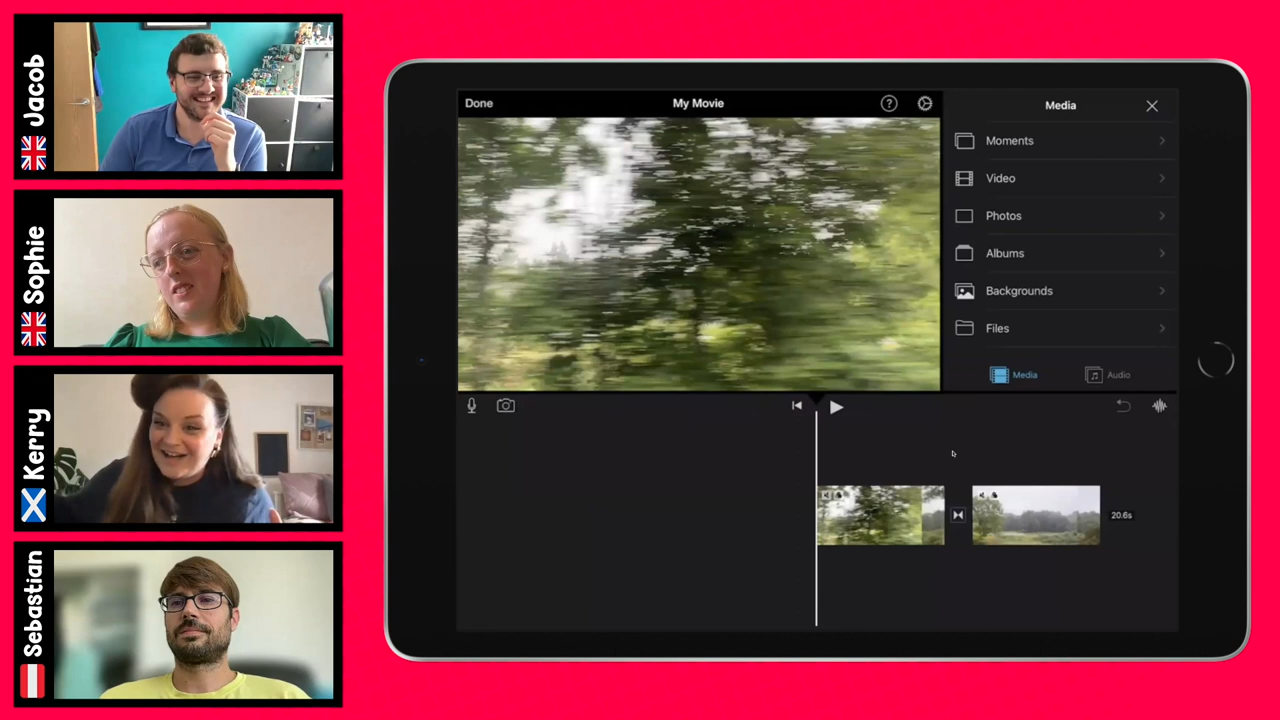 Jacob
Sophie
Kerry
Sebastian
Done
My Movie
?
Media
Moments
Video
Photos
Albums
Backgrounds
Files
Media
Audio
20.6s